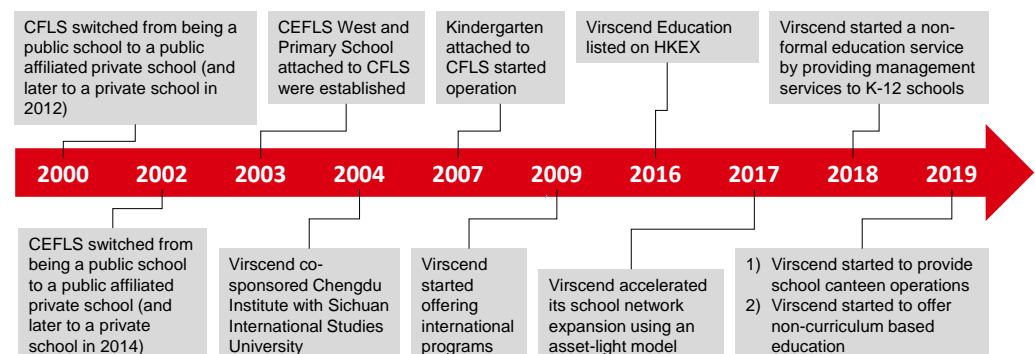 CFLS switched from being a
public school to a public
affiliated private school (and
later to a private school in
2012)
CEFLS West and
Primary School
attached to CFLS
were established
Kindergarten
attached to
CFLS started
operation
Virscend Education
listed on HKEX
Virscend started a non-
formal education service
by providing management
services to K-12 schools
2000 2002 2003 2004 2007 2009 2016 2017 2018 2019
CEFLS switched from
being a public school
to a public affiliated
private school (and
later to a private
school in 2014)
Virscend co-
sponsored Chengdu
Institute with Sichuan
International Studies
University
Virscend
started
offering
international
programs
Virscend accelerated
its school network
expansion using an
asset-light model
1) Virscend started to provide
school canteen operations
2) Virscend started to offer
non-curriculum based
education